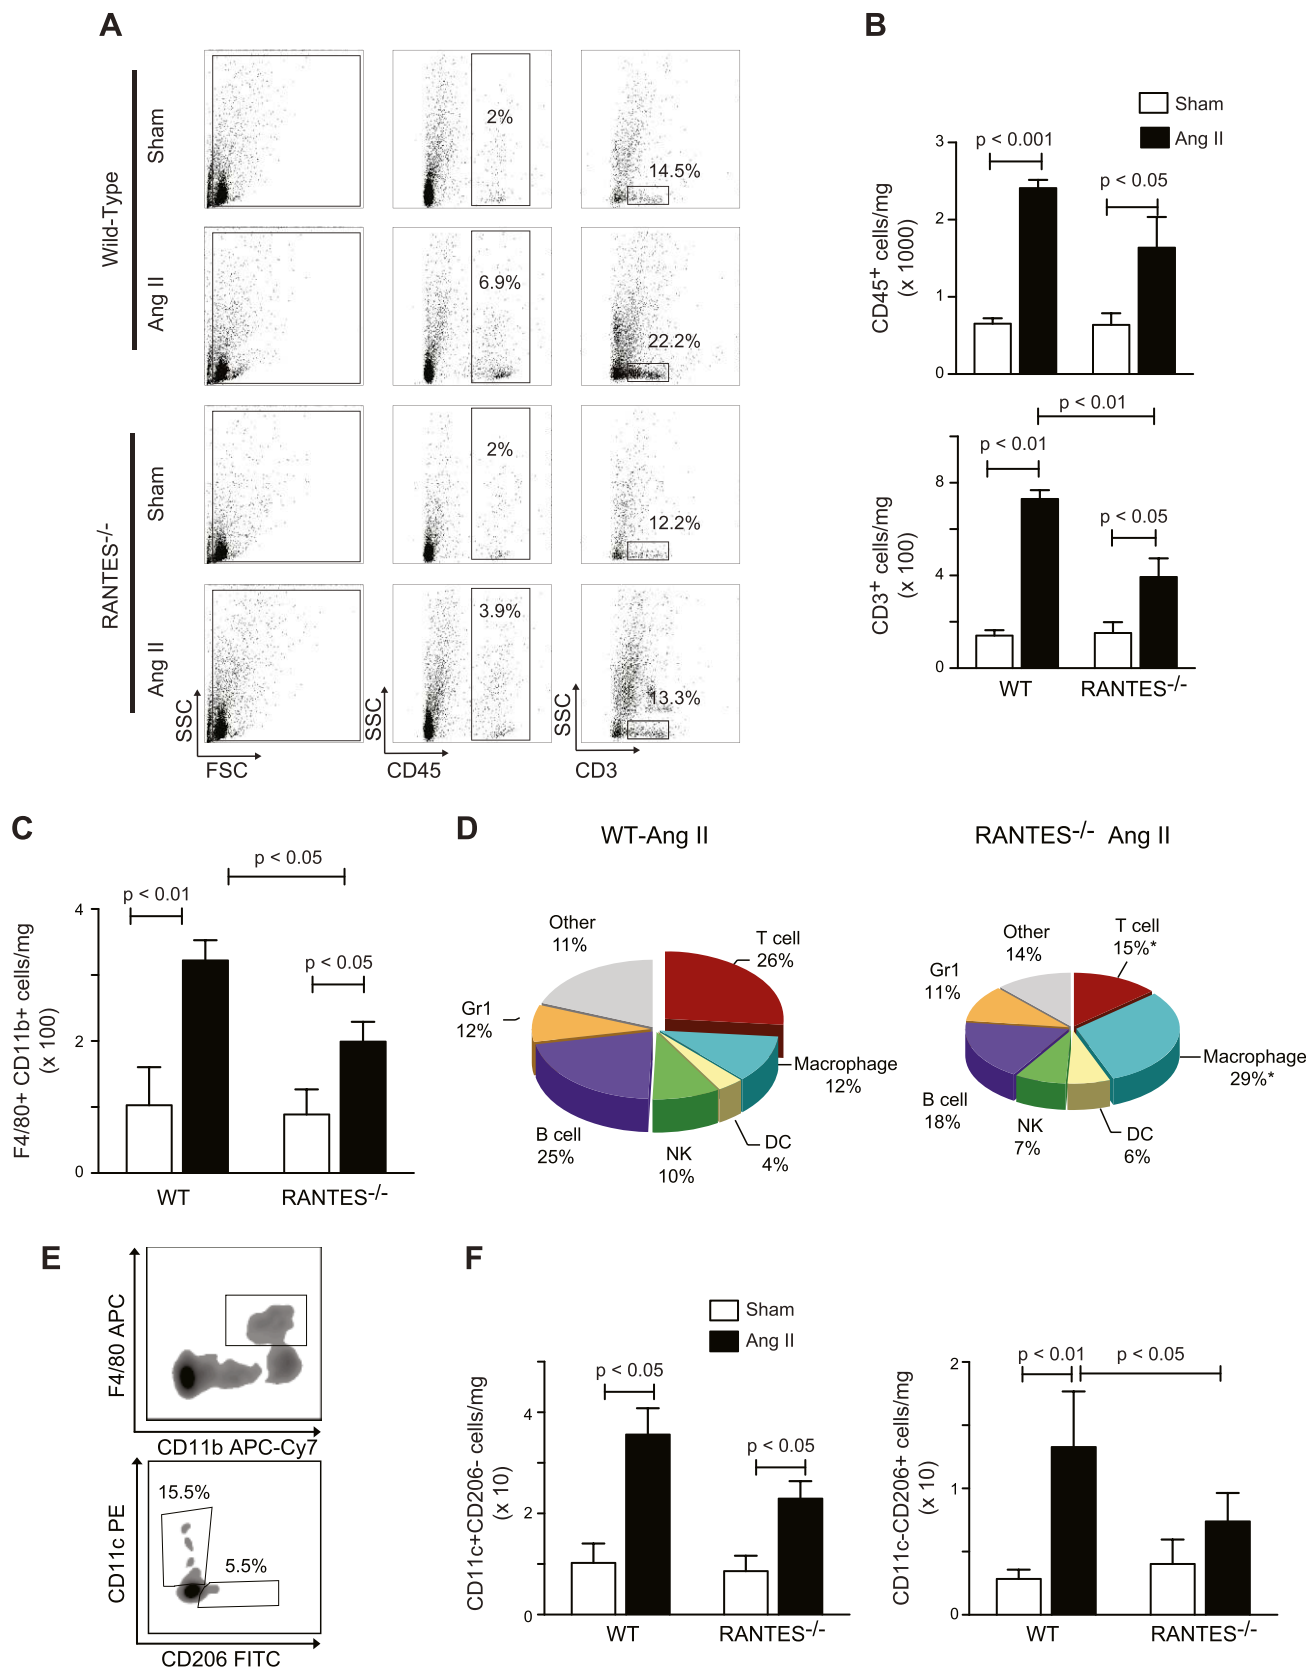 A
Wild-Type
Sham
2%
14.5%
Ang II
6.9%
22.2%
RANTES-/-
Sham
2%
12.2%
Ang II
3.9%
13.3%
SSC
FSC
SSC
CD45
SSC
CD3
B
Sham
Ang II
CD45+ cells/mg
(x 1000)
3
2
1
0
p < 0.001
p < 0.05
CD3+ cells/mg
(x 100)
8
4
0
p < 0.01
p < 0.01
p < 0.05
WT
RANTES-/-
C
F4/80+ CD11b+ cells/mg
(x 100)
4
2
0
p < 0.05
p < 0.01
p < 0.05
WT
RANTES-/-
D
WT-Ang II
Other
11%
T cell
26%
Gr1
12%
Macrophage
12%
B cell
25%
NK
10%
DC
4%
RANTES-/- Ang II
Other
14%
T cell
15%*
Gr1
11%
Macrophage
29%*
B cell
18%
NK
7%
DC
6%
E
F4/80 APC
CD11b APC-Cy7
CD11c PE
15.5%
5.5%
CD206 FITC
F
Sham
Ang II
CD11c+CD206- cells/mg
(x 10)
4
2
0
p < 0.05
p < 0.05
WT
RANTES-/-
CD11c-CD206+ cells/mg
(x 10)
2
1
0
p < 0.01
p < 0.05
WT
RANTES-/-